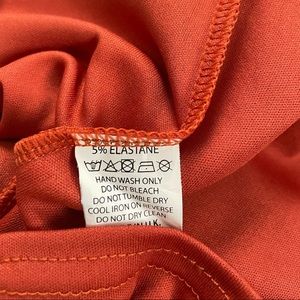 5% ELASTANE
HAND WASH ONLY
DO NOT BLEACH
DO NOT TUMBLE DRY
COOL IRON ON REVERSE
DO NOT DRY CLEAN